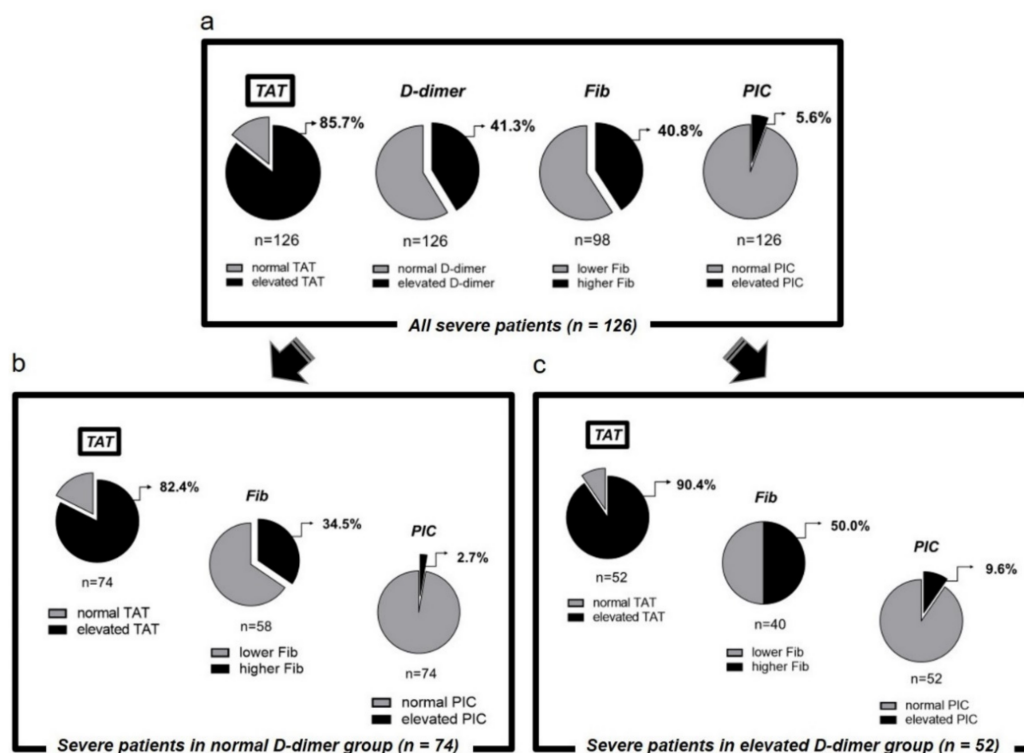 a
TAT
D-dimer
Fib
PIC
85.7%
41.3%
40.8%
5.6%
n=126
n=126
n=98
n=126
normal TAT
elevated TAT
normal D-dimer
elevated D-dimer
lower Fib
higher Fib
normal PIC
elevated PIC
All severe patients (n = 126)
b
TAT
82.4%
n=74
normal TAT
elevated TAT
Fib
34.5%
n=58
lower Fib
higher Fib
PIC
2.7%
n=74
normal PIC
elevated PIC
Severe patients in normal D-dimer group (n = 74)
c
TAT
90.4%
n=52
normal TAT
elevated TAT
Fib
50.0%
n=40
lower Fib
higher Fib
PIC
9.6%
n=52
normal PIC
elevated PIC
Severe patients in elevated D-dimer group (n = 52)